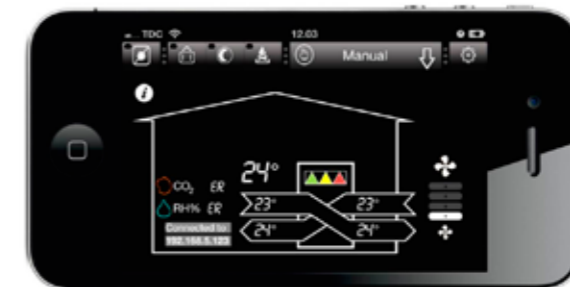 TDC 12.03
Manual
i
24°
CO₂ ER
23° 23°
RH% ER
Connected to
24° 24°
192.168.5.123